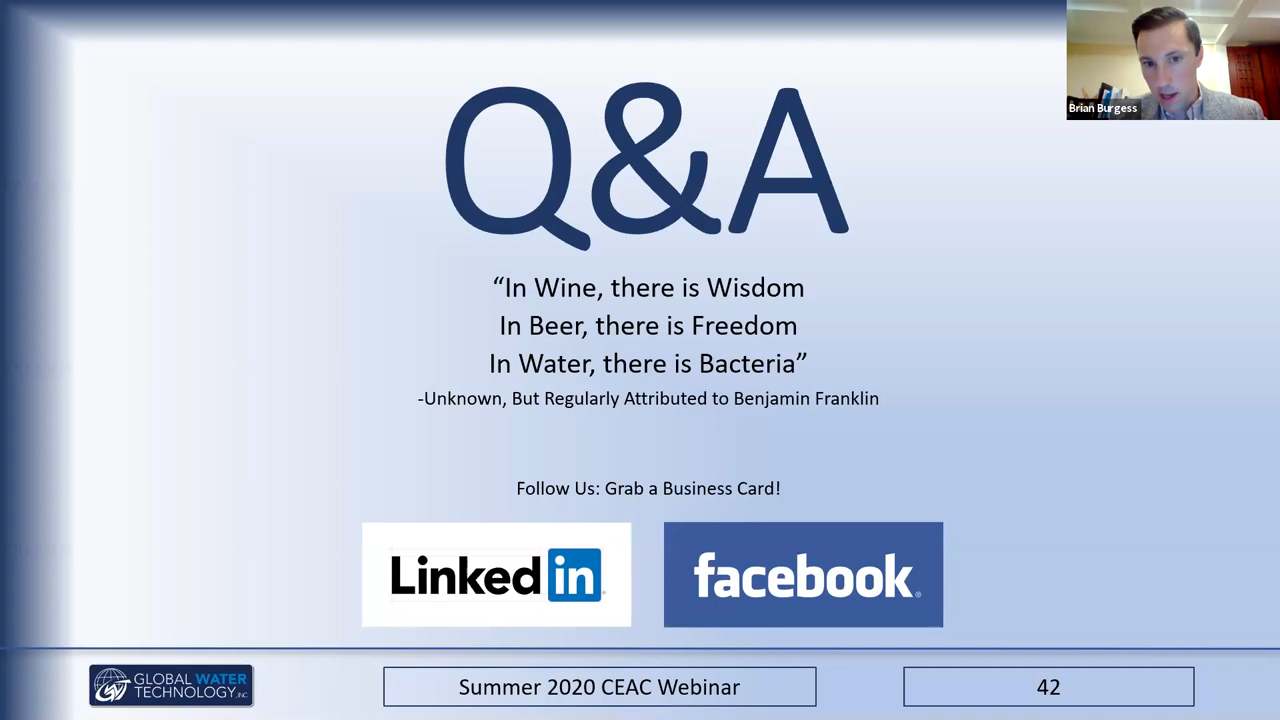 Brian Burgess
Q&A
“In Wine, there is Wisdom
In Beer, there is Freedom
In Water, there is Bacteria”
-Unknown, But Regularly Attributed to Benjamin Franklin
Follow Us: Grab a Business Card!
Linked in
facebook
GLOBAL WATER
TECHNOLOGY, INC
Summer 2020 CEAC Webinar
42